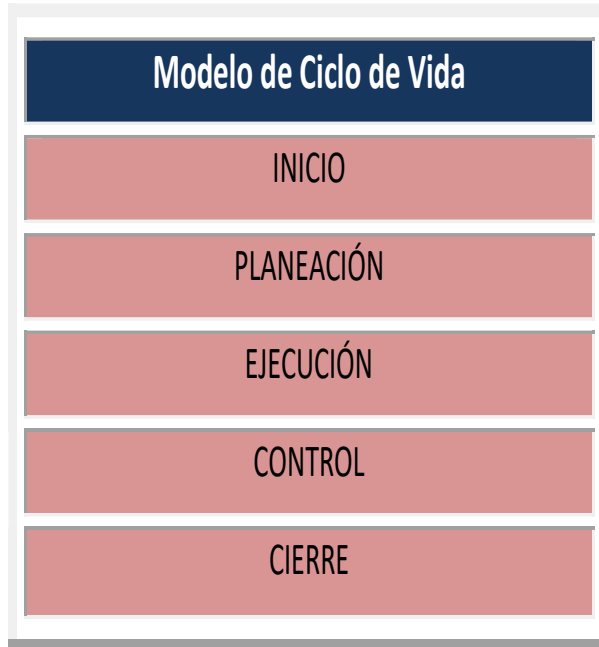 Modelo de Ciclo de Vida
INICIO
PLANEACIÓN
EJECUCIÓN
CONTROL
CIERRE